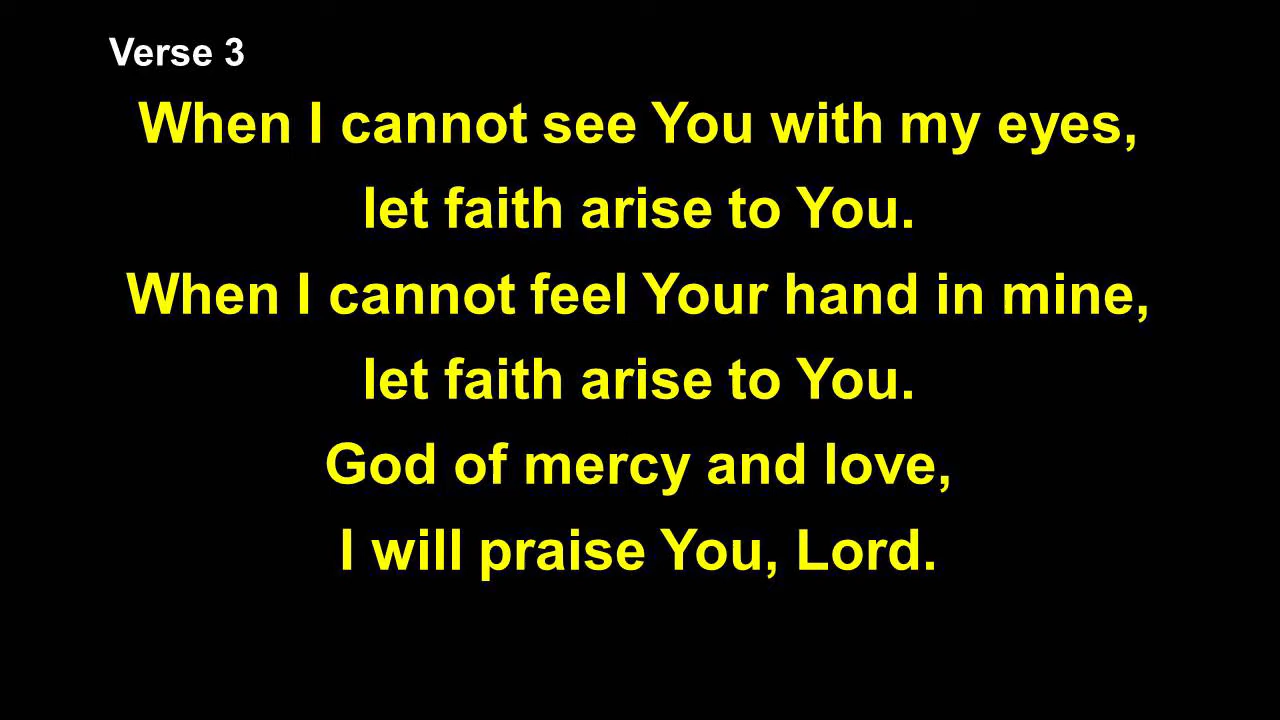 Verse 3
When I cannot see You with my eyes,
let faith arise to You.
When I cannot feel Your hand in mine,
let faith arise to You.
God of mercy and love,
I will praise You, Lord.